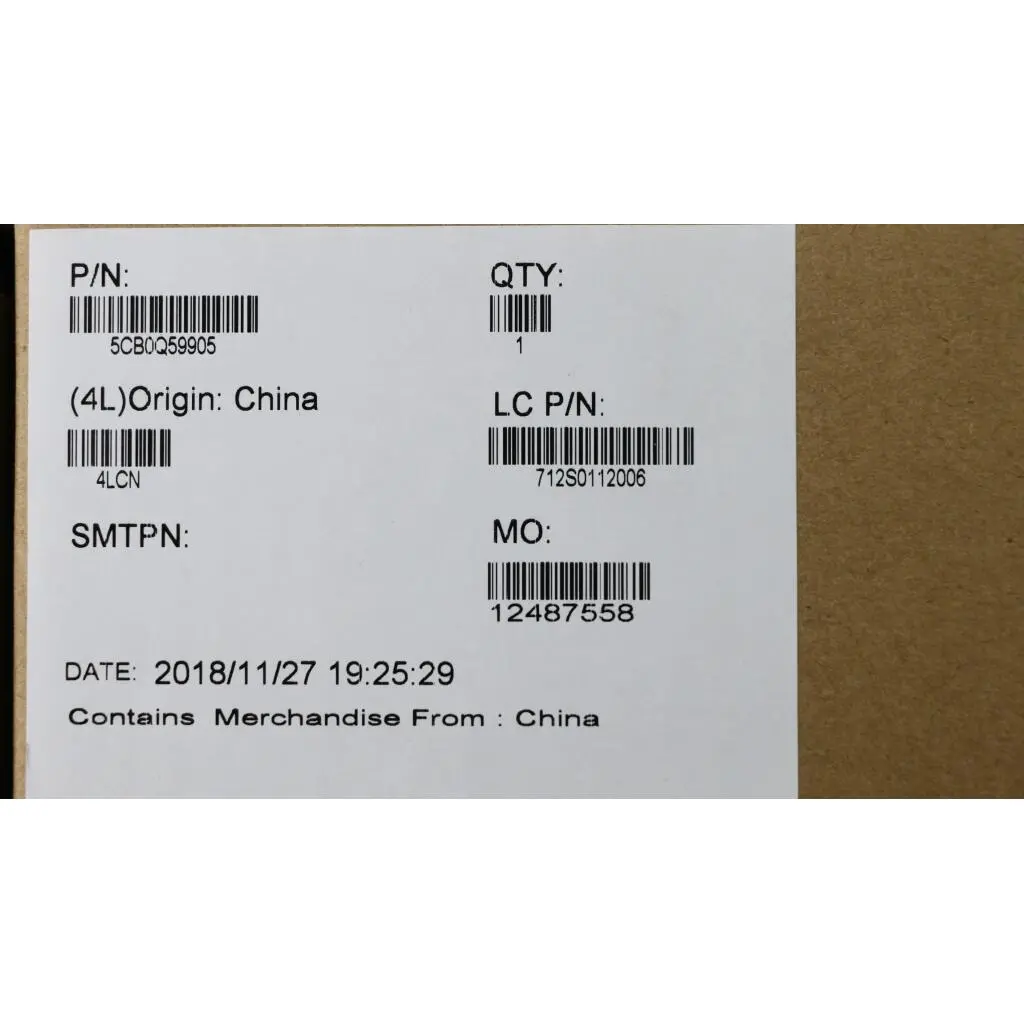 P/N:
5CB0Q59905
QTY:
1
(4L)Origin: China
4LCN
LC P/N:
712S0112006
SMTPN:
MO:
12487558
DATE: 2018/11/27 19:25:29
Contains Merchandise From : China